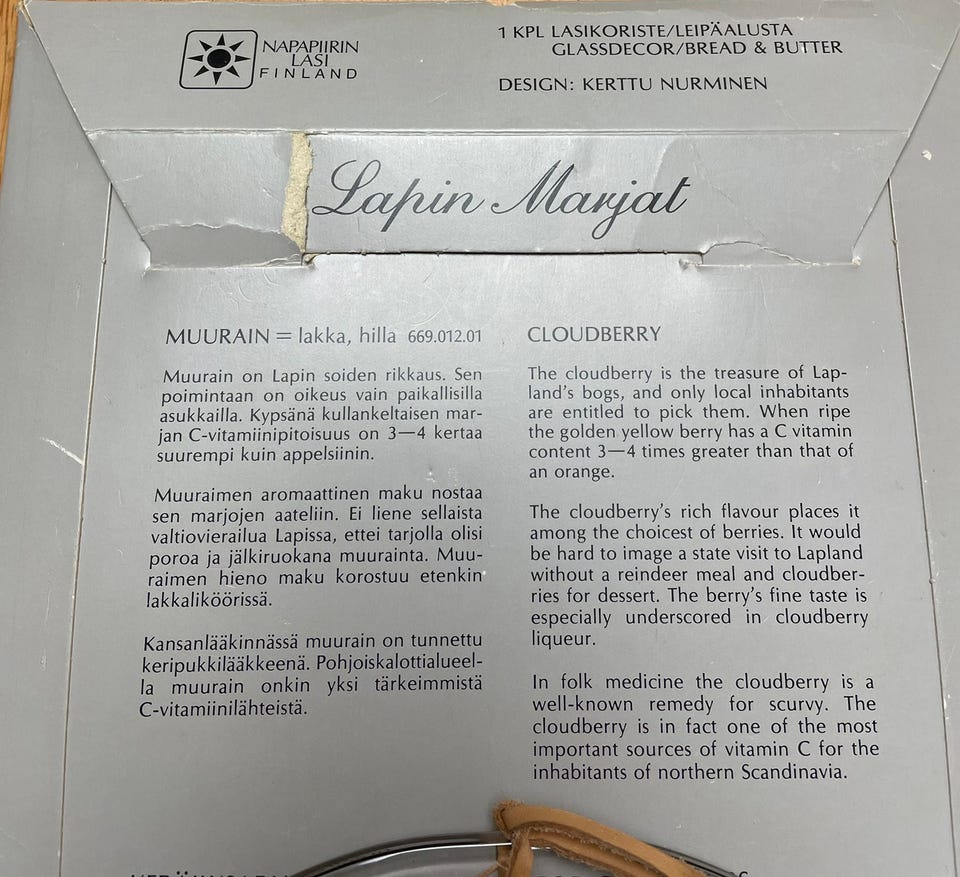 NAPAPIIRIN
LASI
FINLAND
1 KPL LASIKORISTE/LEIPÄALUSTA
GLASSDECOR/BREAD & BUTTER
DESIGN: KERTTU NURMINEN
Lapin Marjat
MUURAIN = lakka, hilla 669.012.01
Muurain on Lapin soiden rikkaus. Sen
poimintaan on oikeus vain paikallisilla
asukkailla. Kypsänä kullankeltaisen mar-
jan C-vitamiinipitoisuus on 3—4 kertaa
suurempi kuin appelsiinin.
Muuraimen aromaattinen maku nostaa
sen marjojen aateliin. Ei liene sellaista
valtiovierailua Lapissa, ettei tarjolla olisi
poroa ja jälkiruokana muurainta. Muu-
raimen hieno maku korostuu etenkin
lakkaliköörissä.
Kansanlääkinnässä muurain on tunnettu
keripukkilääkkeenä. Pohjoiskalottialueel-
la muurain onkin yksi tärkeimmistä
C-vitamiinilähteistä.
CLOUDBERRY
The cloudberry is the treasure of Lap-
land's bogs, and only local inhabitants
are entitled to pick them. When ripe
the golden yellow berry has a C vitamin
content 3—4 times greater than that of
an orange.
The cloudberry's rich flavour places it
among the choicest of berries. It would
be hard to image a state visit to Lapland
without a reindeer meal and cloudber-
ries for dessert. The berry's fine taste is
especially underscored in cloudberry
liqueur.
In folk medicine the cloudberry is a
well-known remedy for scurvy. The
cloudberry is in fact one of the most
important sources of vitamin C for the
inhabitants of northern Scandinavia.